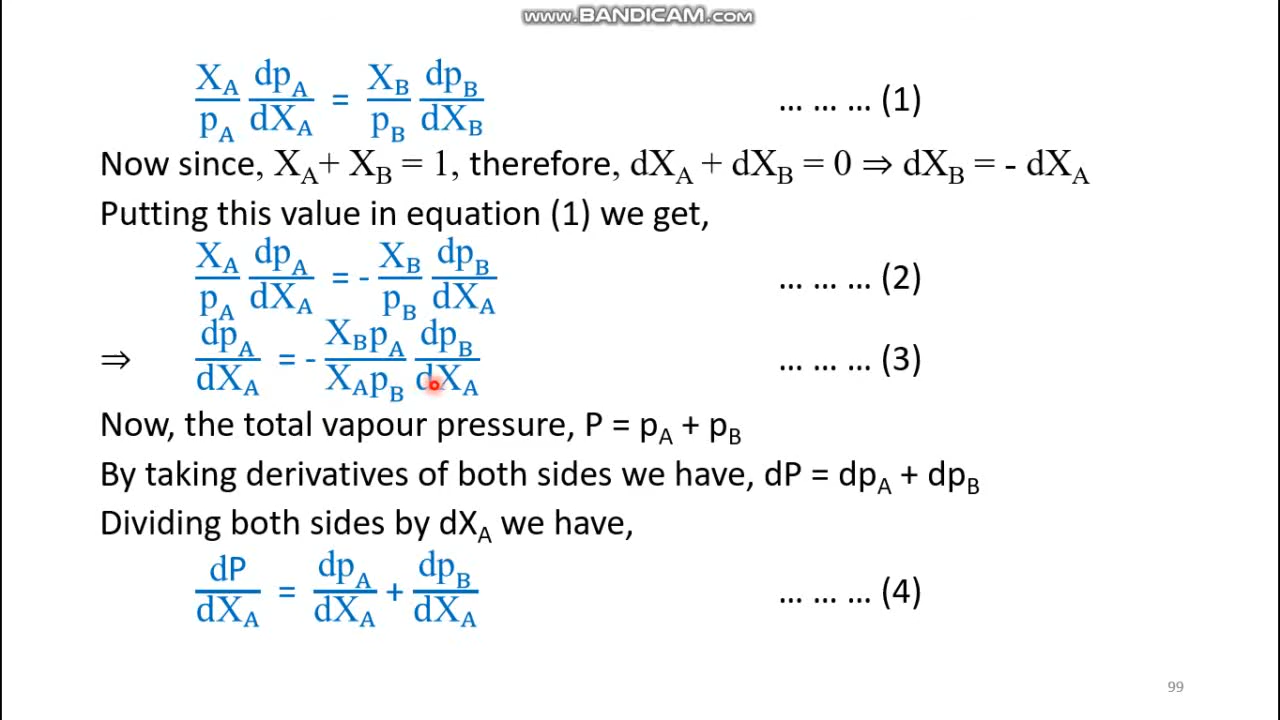 www.BANDICAM.com
X_A/p_A dp_A/dX_A = X_B/p_B dp_B/dX_B ... ... ... (1)
Now since, X_A + X_B = 1, therefore, dX_A + dX_B = 0 ⇒ dX_B = - dX_A
Putting this value in equation (1) we get,
X_A/p_A dp_A/dX_A = - X_B/p_B dp_B/dX_A ... ... ... (2)
⇒ dp_A/dX_A = - X_Bp_A/X_Ap_B dp_B/dX_A ... ... ... (3)
Now, the total vapour pressure, P = p_A + p_B
By taking derivatives of both sides we have, dP = dp_A + dp_B
Dividing both sides by dX_A we have,
dP/dX_A = dp_A/dX_A + dp_B/dX_A ... ... ... (4)
99